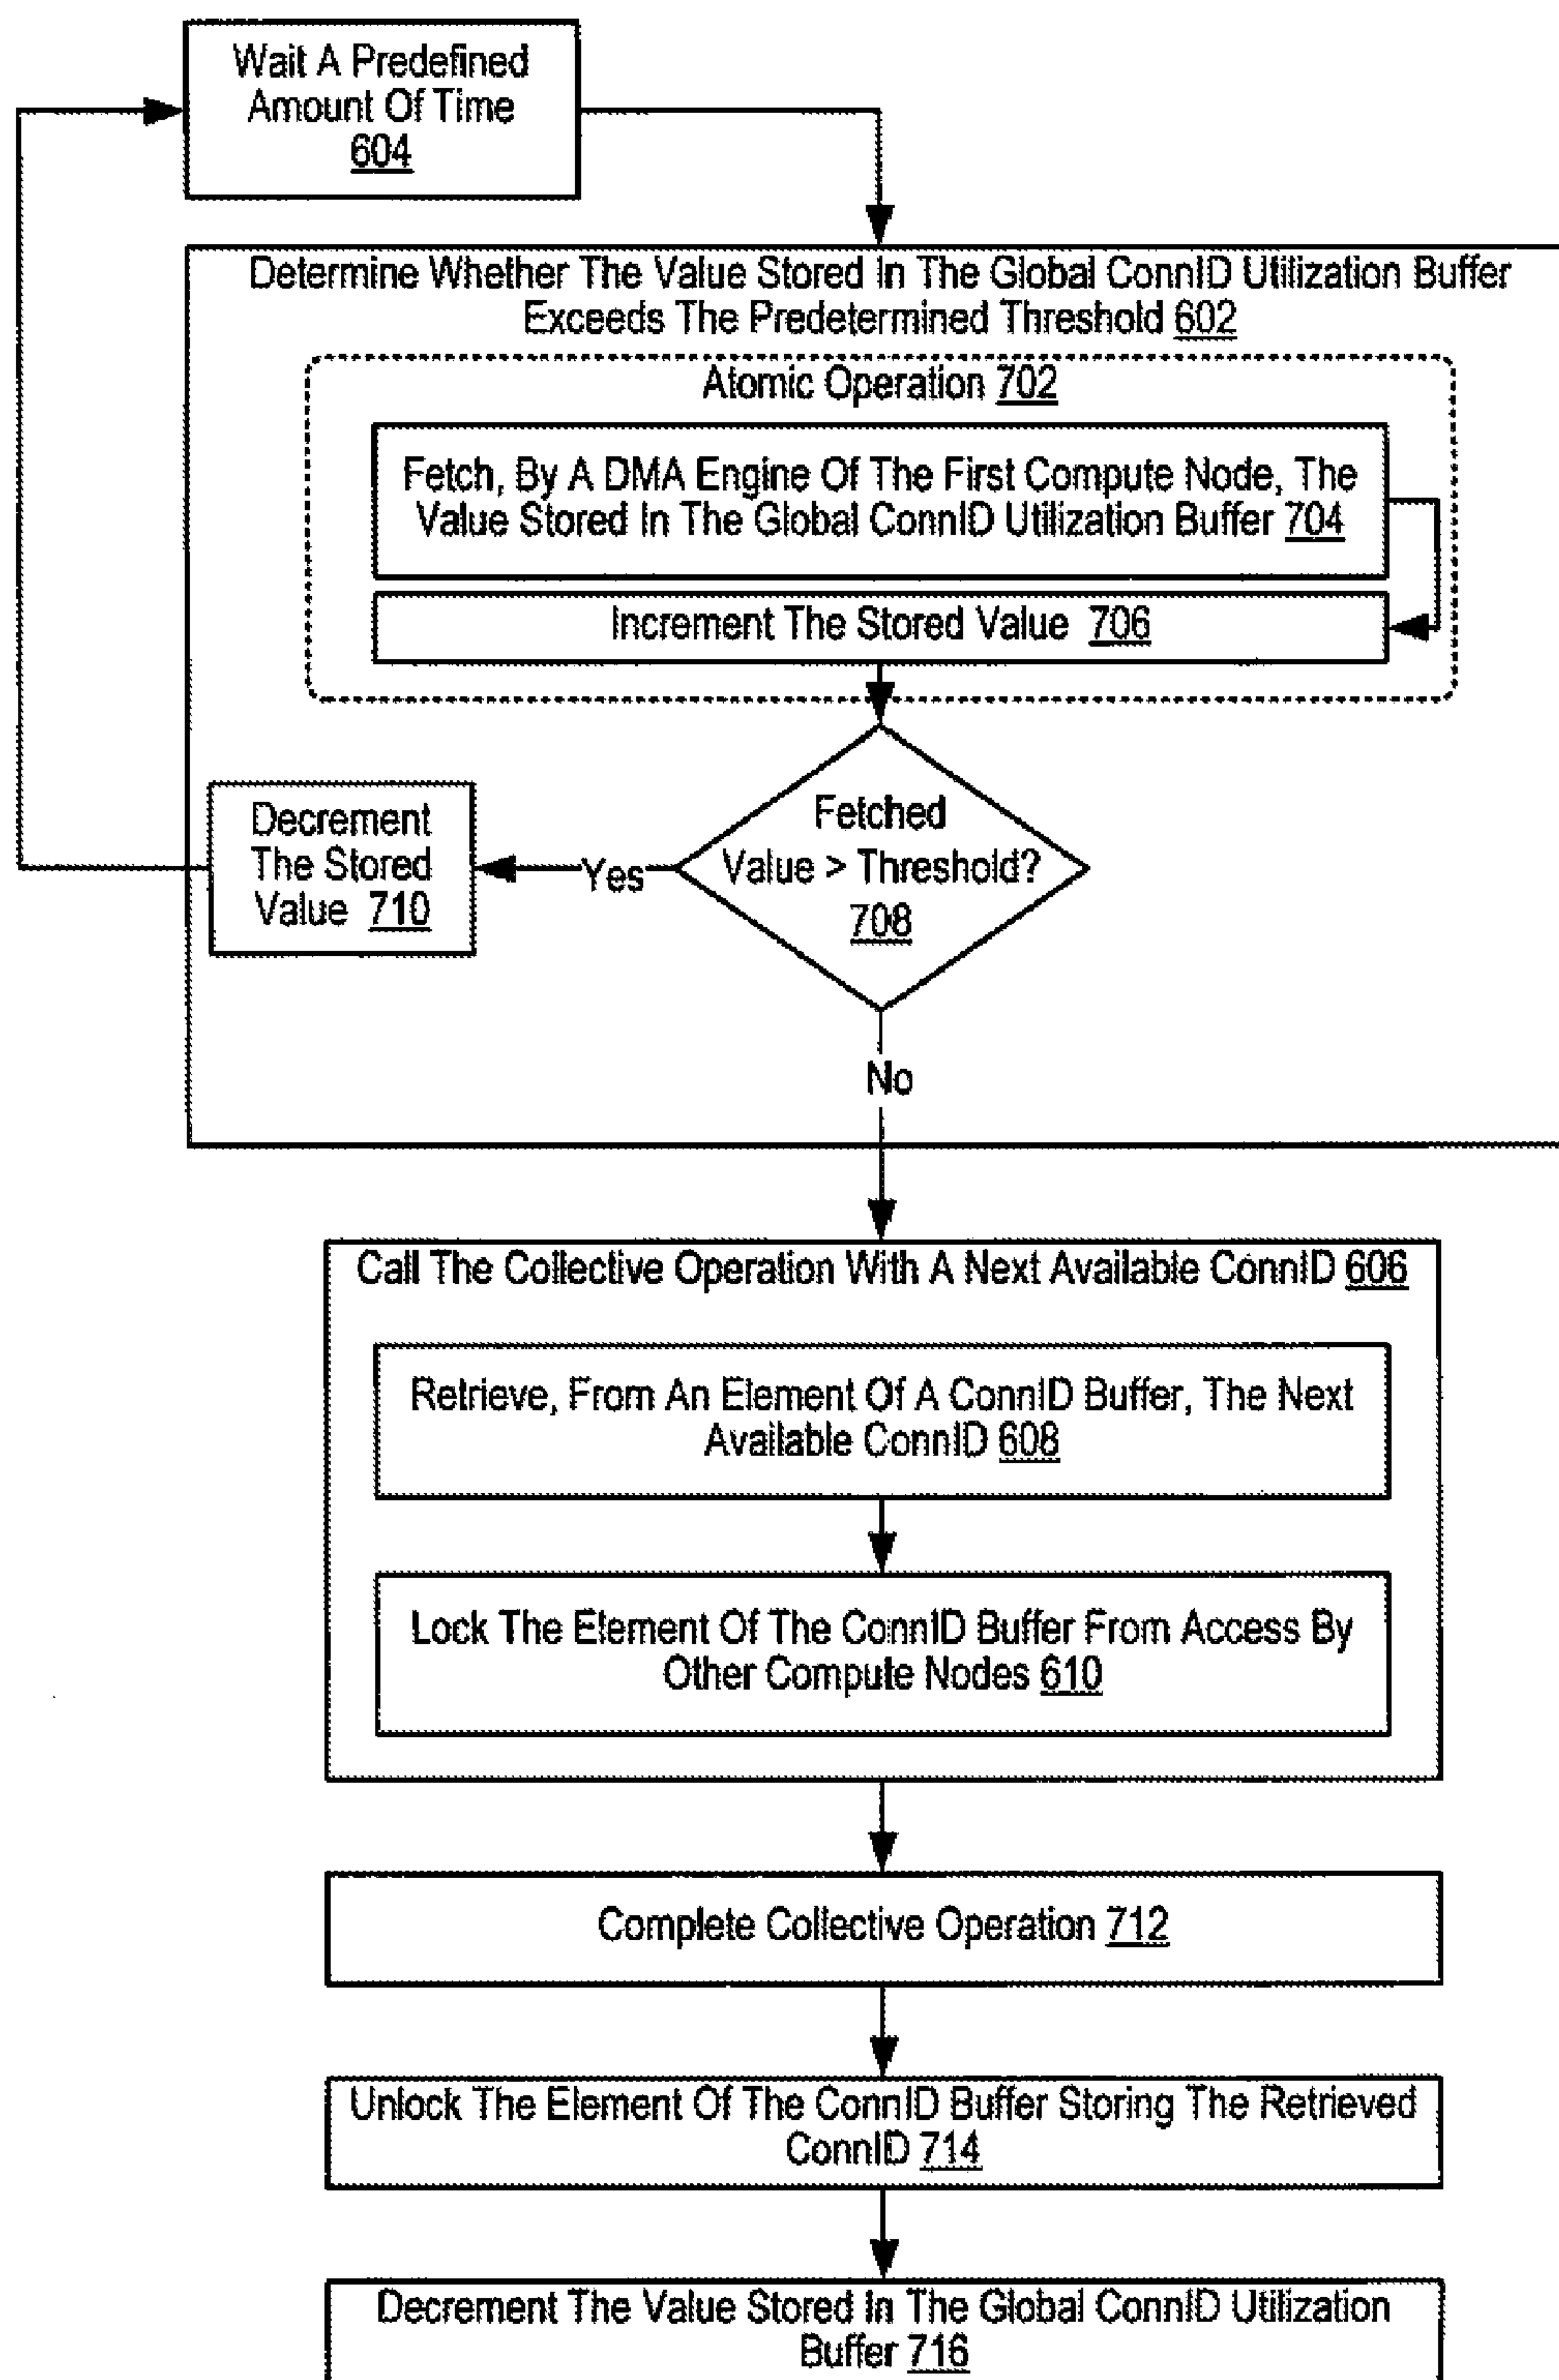 Wait A Predefined
Amount Of Time
604
Determine Whether The Value Stored In The Global ConnID Utilization Buffer
Exceeds The Predetermined Threshold 602
Atomic Operation 702
Fetch, By A DMA Engine Of The First Compute Node, The
Value Stored In The Global ConnID Utilization Buffer 704
Increment The Stored Value 706
Fetched
Value > Threshold?
708
Yes
Decrement
The Stored
Value 710
No
Call The Collective Operation With A Next Available ConnID 606
Retrieve, From An Element Of A ConnID Buffer, The Next
Available ConnID 608
Lock The Element Of The ConnID Buffer From Access By
Other Compute Nodes 610
Complete Collective Operation 712
Unlock The Element Of The ConnID Buffer Storing The Retrieved
ConnID 714
Decrement The Value Stored In The Global ConnID Utilization
Buffer 716